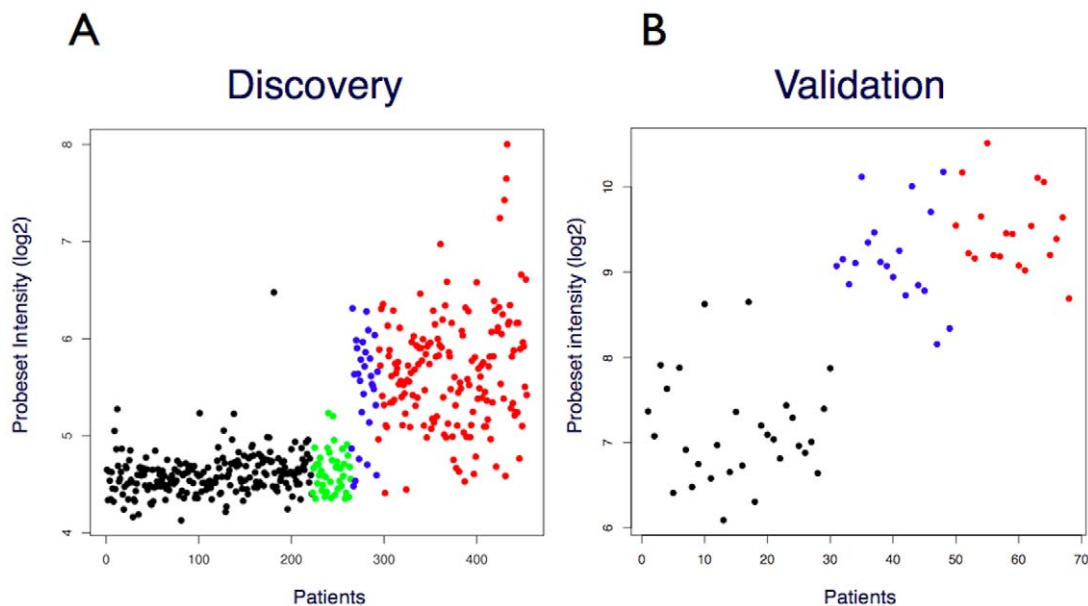 A
Discovery
Probeset Intensity (log2)
8
7
6
5
4
0
100
200
300
400
Patients
B
Validation
Probeset intensity (log2)
10
9
8
7
6
0
10
20
30
40
50
60
70
Patients